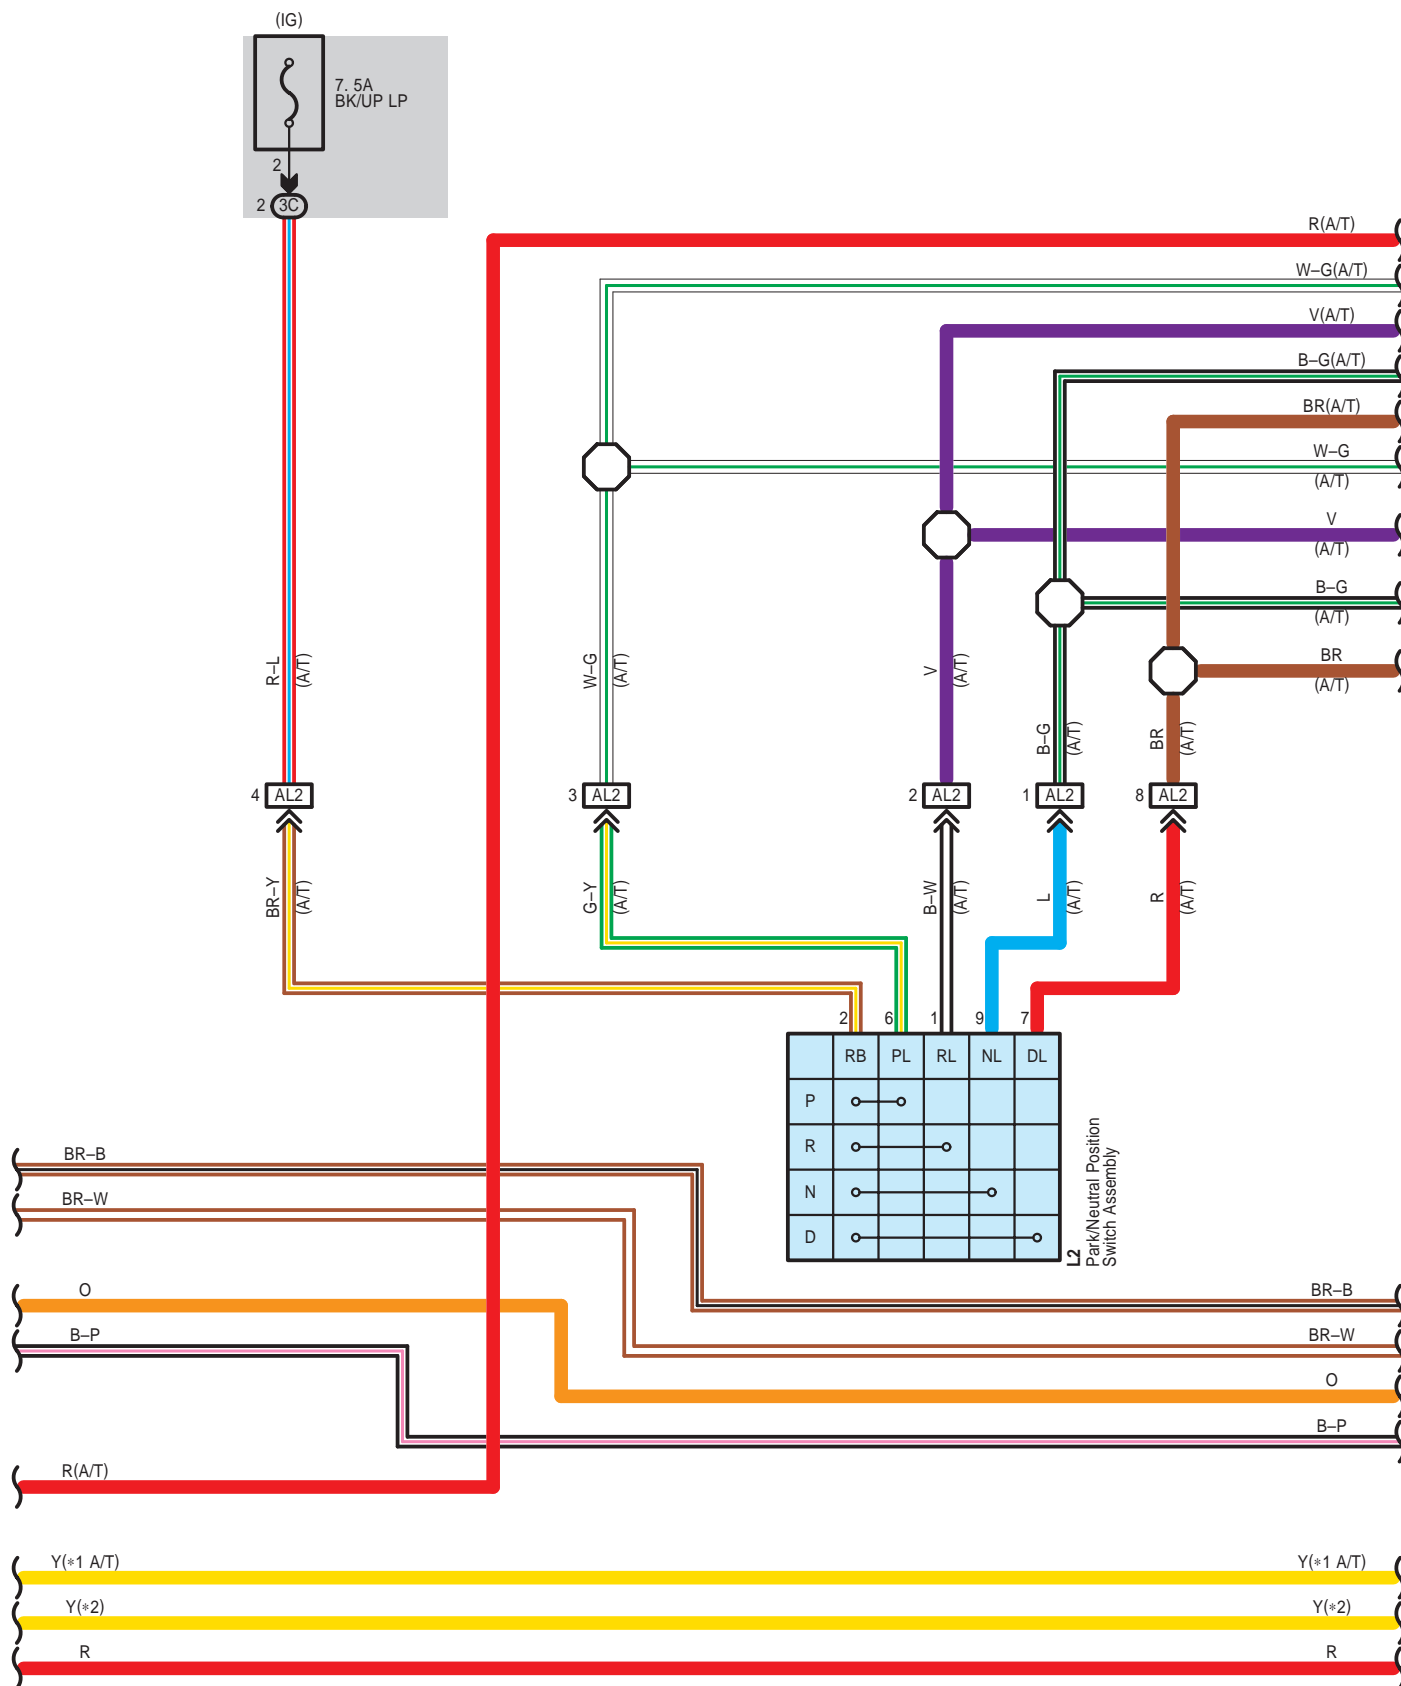 (IG)
7. 5A
BK/UP LP
2
2 3C
R(A/T)
W–G(A/T)
V(A/T)
B–G(A/T)
BR(A/T)
W–G
(A/T)
V
(A/T)
B–G
(A/T)
BR
(A/T)
R–L
(A/T)
W–G
(A/T)
V
(A/T)
B–G
(A/T)
BR
(A/T)
4 AL2
3 AL2
2 AL2
1 AL2
8 AL2
BR–Y
(A/T)
G–Y
(A/T)
B–W
(A/T)
L
(A/T)
R
(A/T)
2 6 1 9 7
RB PL RL NL DL
P
R
N
D
L2
Park/Neutral Position
Switch Assembly
BR–B
BR–W
O
B–P
R(A/T)
BR–B
BR–W
O
B–P
Y(*1 A/T) Y(*1 A/T)
Y(*2) Y(*2)
R R